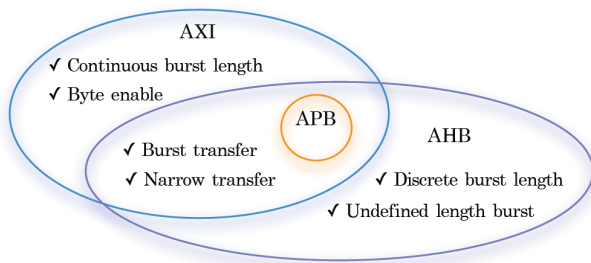 AXI
✓ Continuous burst length
✓ Byte enable
APB
AHB
✓ Burst transfer
✓ Narrow transfer
✓ Discrete burst length
✓ Undefined length burst